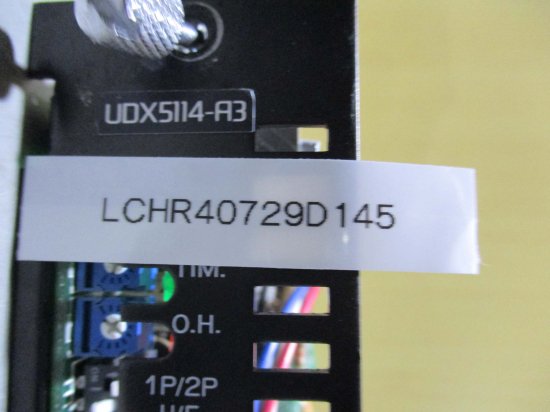 UDX5114-A3
LCHR40729D145
TIM.
O.H.
1P/2P
H/F